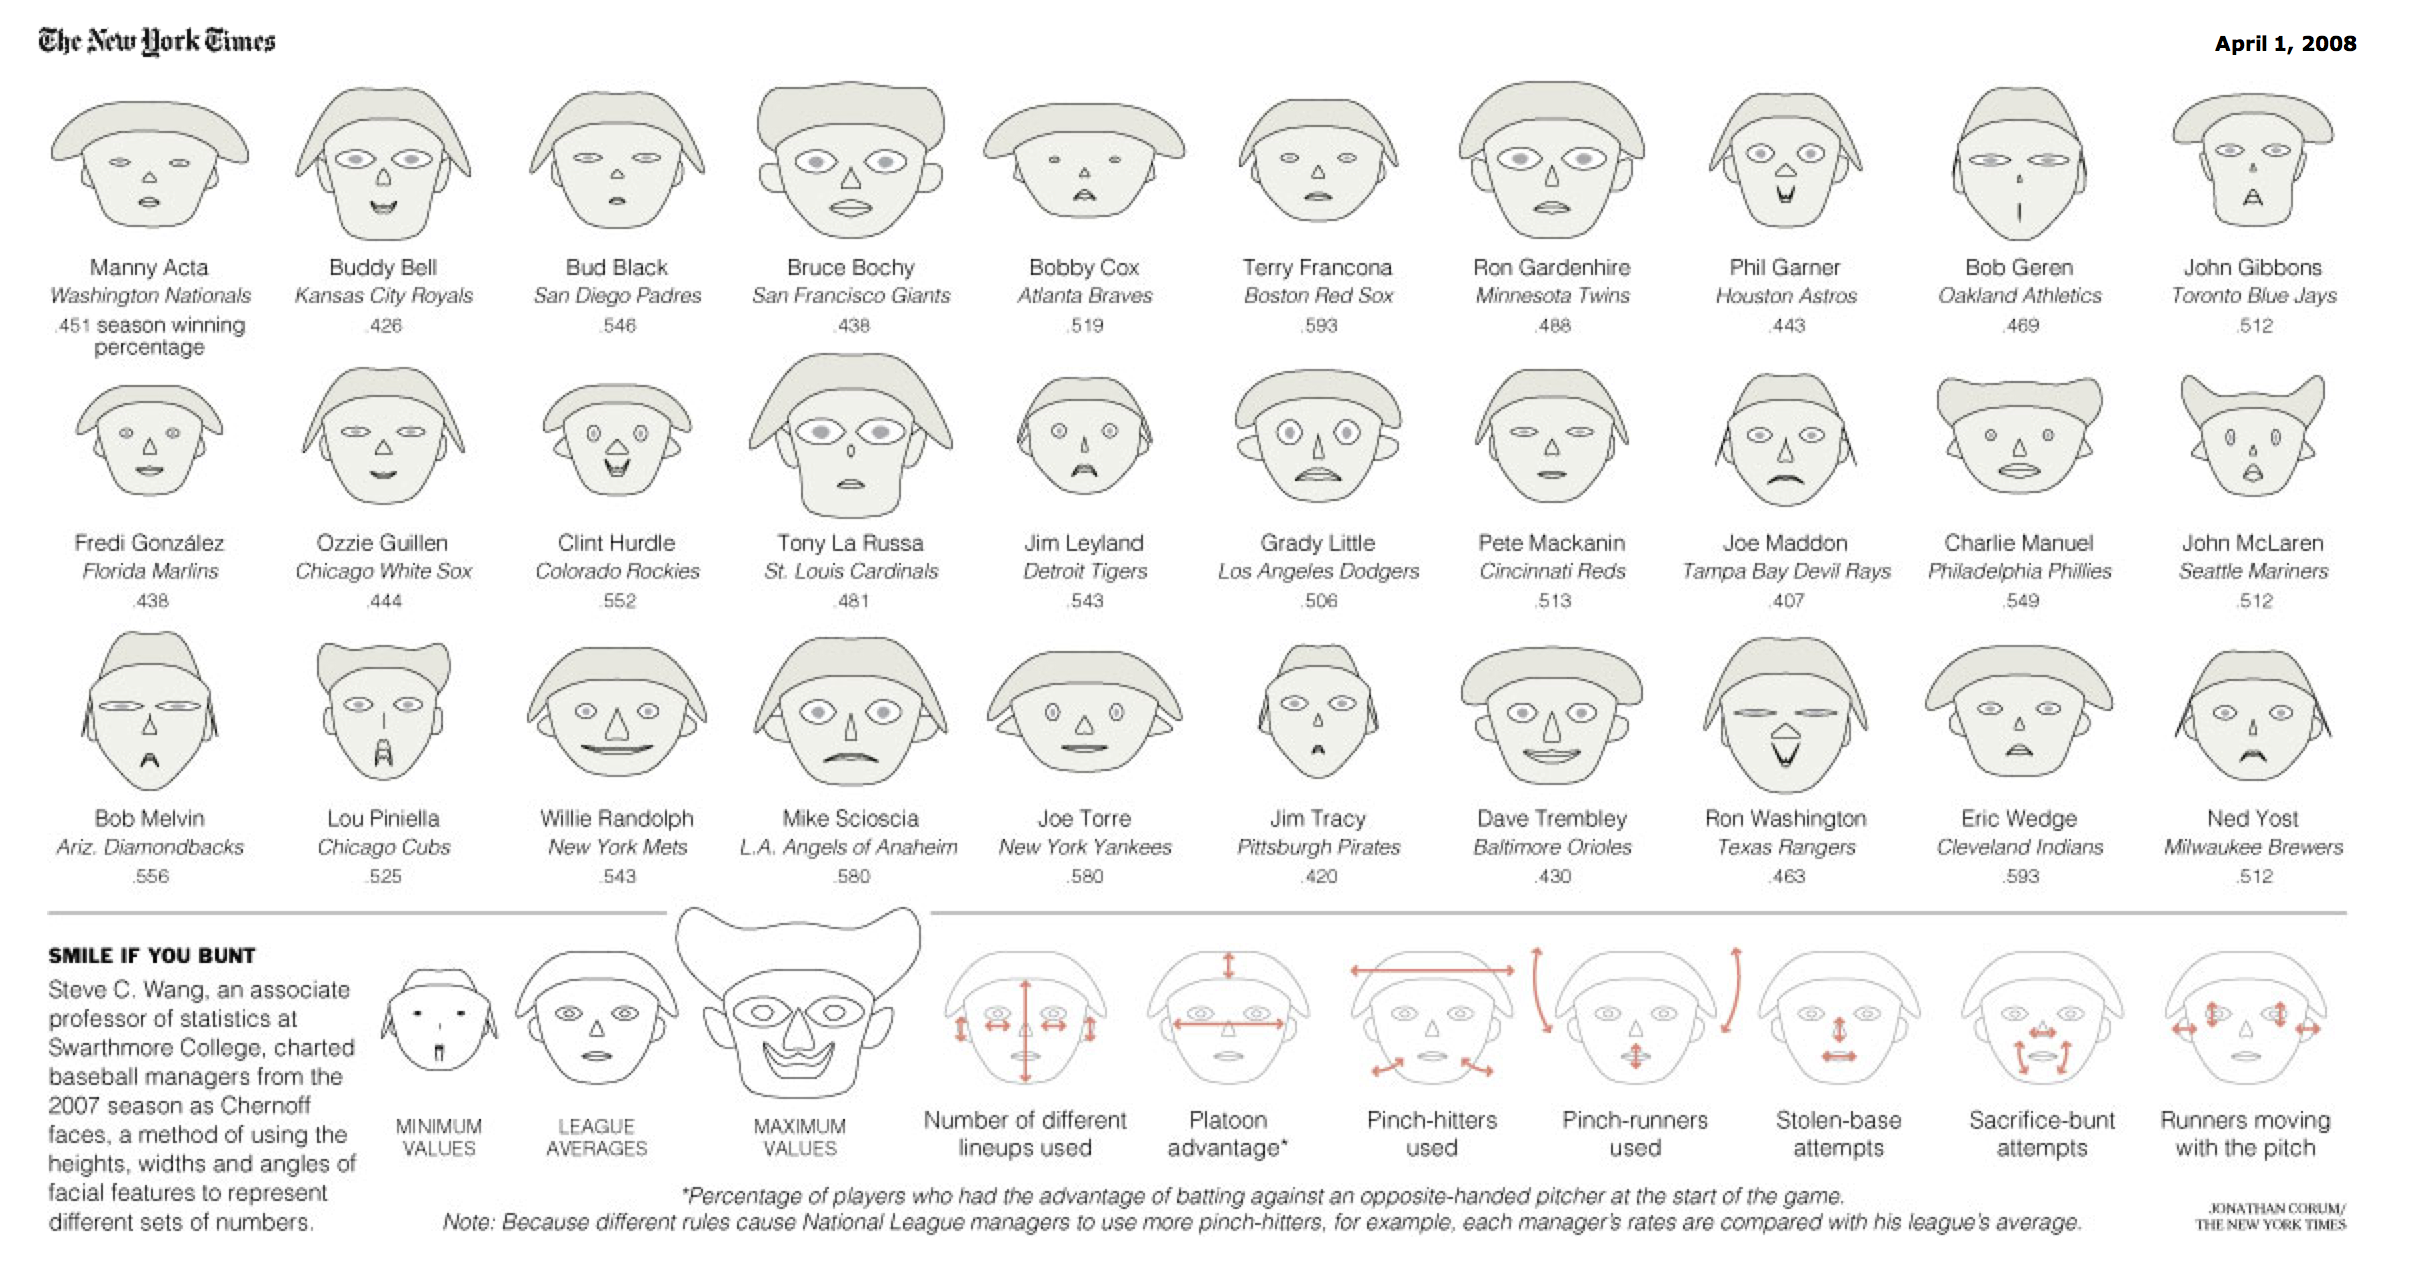 The New York Times
April 1, 2008
Manny Acta
Washington Nationals
.451 season winning
percentage
Buddy Bell
Kansas City Royals
.426
Bud Black
San Diego Padres
.546
Bruce Bochy
San Francisco Giants
.438
Bobby Cox
Atlanta Braves
.519
Terry Francona
Boston Red Sox
.593
Ron Gardenhire
Minnesota Twins
.488
Phil Garner
Houston Astros
.443
Bob Geren
Oakland Athletics
.469
John Gibbons
Toronto Blue Jays
.512
Fredi González
Florida Marlins
.438
Ozzie Guillen
Chicago White Sox
.444
Clint Hurdle
Colorado Rockies
.552
Tony La Russa
St. Louis Cardinals
.481
Jim Leyland
Detroit Tigers
.543
Grady Little
Los Angeles Dodgers
.506
Pete Mackanin
Cincinnati Reds
.513
Joe Maddon
Tampa Bay Devil Rays
.407
Charlie Manuel
Philadelphia Phillies
.549
John McLaren
Seattle Mariners
.512
Bob Melvin
Ariz. Diamondbacks
.556
Lou Piniella
Chicago Cubs
.525
Willie Randolph
New York Mets
.543
Mike Scioscia
L.A. Angels of Anaheim
.580
Joe Torre
New York Yankees
.580
Jim Tracy
Pittsburgh Pirates
.420
Dave Trembley
Baltimore Orioles
.430
Ron Washington
Texas Rangers
.463
Eric Wedge
Cleveland Indians
.593
Ned Yost
Milwaukee Brewers
.512
SMILE IF YOU BUNT
Steve C. Wang, an associate
professor of statistics at
Swarthmore College, charted
baseball managers from the
2007 season as Chernoff
faces, a method of using the
heights, widths and angles of
facial features to represent
different sets of numbers.
MINIMUM
VALUES
LEAGUE
AVERAGES
MAXIMUM
VALUES
Number of different
lineups used
Platoon
advantage*
Pinch-hitters
used
Pinch-runners
used
Stolen-base
attempts
Sacrifice-bunt
attempts
Runners moving
with the pitch
*Percentage of players who had the advantage of batting against an opposite-handed pitcher at the start of the game.
Note: Because different rules cause National League managers to use more pinch-hitters, for example, each manager's rates are compared with his league's average.
JONATHAN CORUM/
THE NEW YORK TIMES